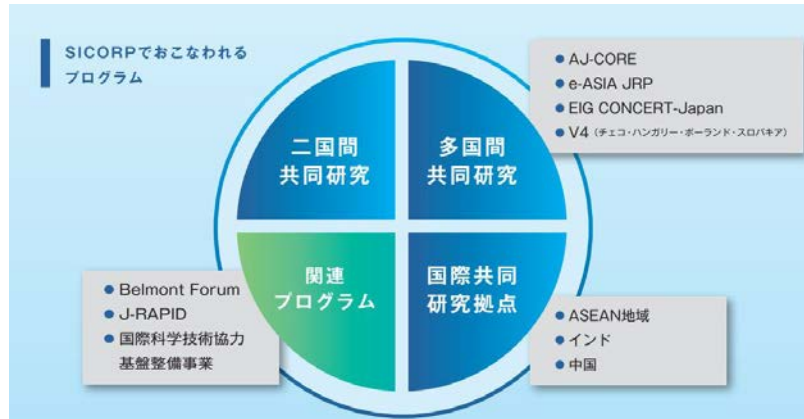 SICORPでおこなわれる
プログラム
二国間
共同研究
多国間
共同研究
● AJ-CORE
● e-ASIA JRP
● EIG CONCERT-Japan
● V4（チェコ・ハンガリー・ポーランド・スロバキア）
関連
プログラム
● Belmont Forum
● J-RAPID
● 国際科学技術協力
基盤整備事業
国際共同
研究拠点
● ASEAN地域
● インド
● 中国